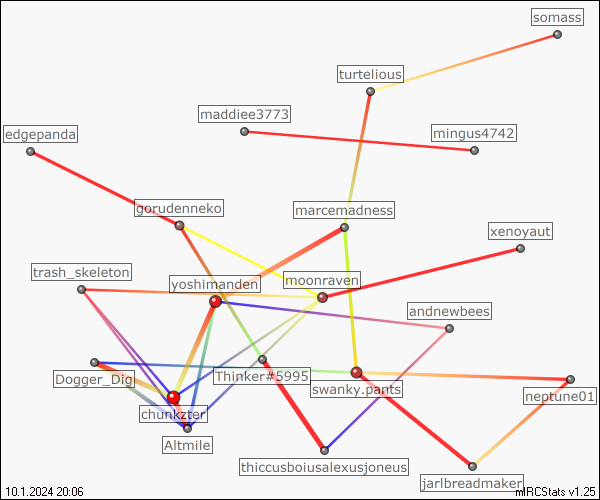 somass
turtelious
maddiee3773
edgepanda
mingus4742
gorudenneko
marcemadness
xenoyaut
trash_skeleton
yoshimanden
moonraven
andnewbees
Dogger_Dig
Thinker#5995
swanky.pants
neptune01
chunkzter
Altmile
thiccusboiusalexusjoneus
jarlbreadmaker
10.1.2024 20:06
mIRCStats v1.25